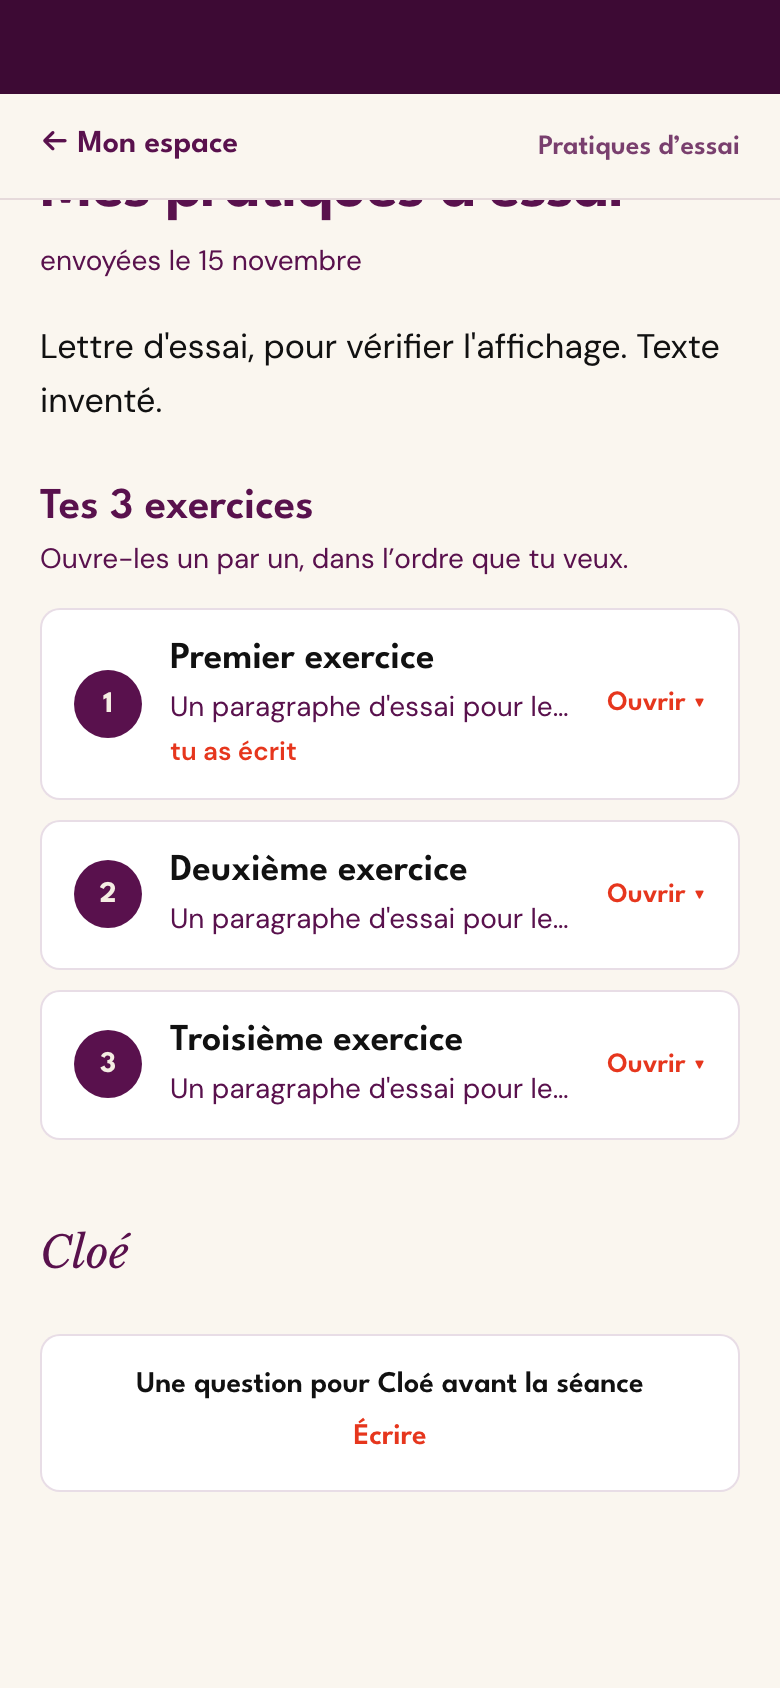 ← Mon espace
Pratiques d’essai
Mes pratiques d'essai
envoyées le 15 novembre
Lettre d'essai, pour vérifier l'affichage. Texte
inventé.
Tes 3 exercices
Ouvre-les un par un, dans l’ordre que tu veux.
1
Premier exercice
Un paragraphe d'essai pour le...
tu as écrit
Ouvrir ▾
2
Deuxième exercice
Un paragraphe d'essai pour le...
Ouvrir ▾
3
Troisième exercice
Un paragraphe d'essai pour le...
Ouvrir ▾
Cloé
Une question pour Cloé avant la séance
Écrire